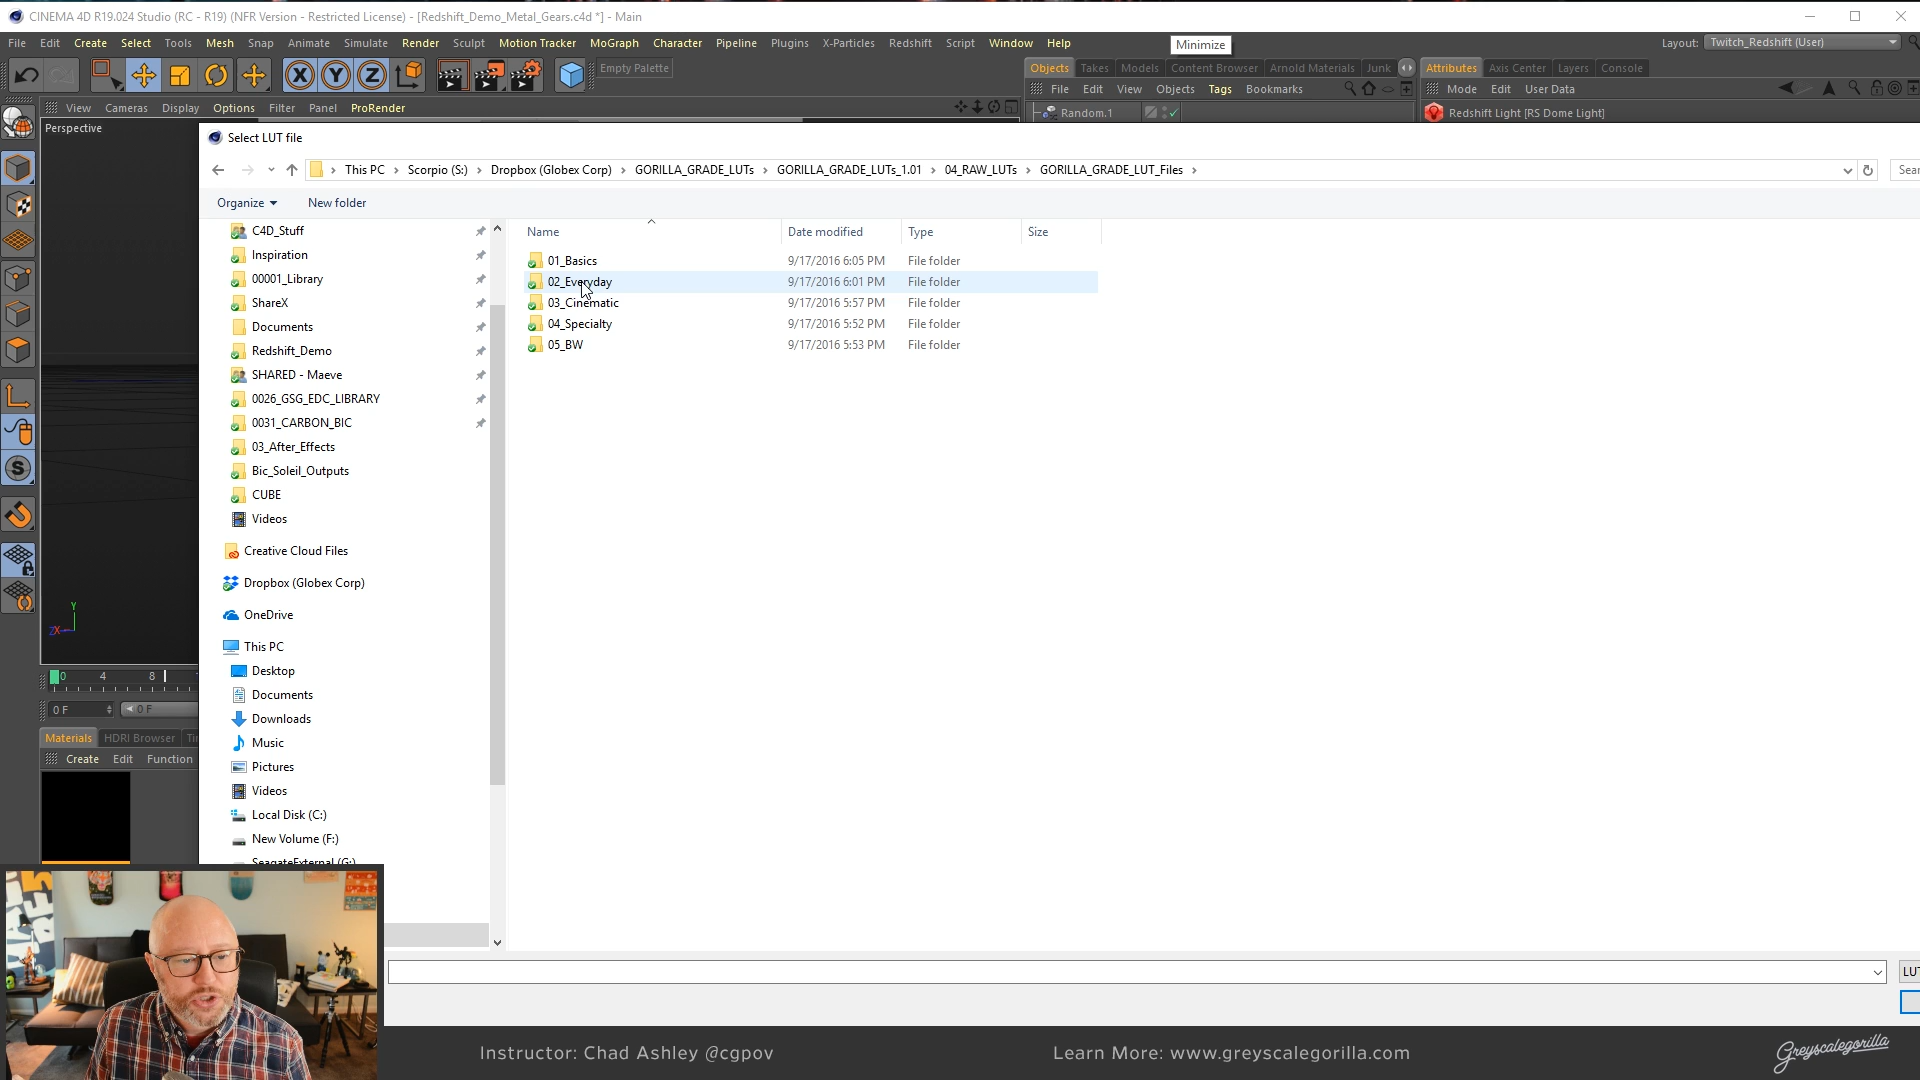 CINEMA 4D R19.024 Studio (RC - R19) (NFR Version - Restricted License) - [Redshift_Demo_Metal_Gears.c4d *] - Main
File Edit Create Select Tools Mesh Snap Animate Simulate Render Sculpt Motion Tracker MoGraph Character Pipeline Plugins X-Particles Redshift Script Window Help
Minimize
Layout: Twitch_Redshift (User)
X Y Z
Empty Palette
Objects Takes Models Content Browser Arnold Materials Junk
Attributes Axis Center Layers Console
View Cameras Display Options Filter Panel ProRender
File Edit View Objects Tags Bookmarks
Mode Edit User Data
Random.1
Redshift Light [RS Dome Light]
Perspective
Select LUT file
This PC > Scorpio (S:) > Dropbox (Globex Corp) > GORILLA_GRADE_LUTs > GORILLA_GRADE_LUTs_1.01 > 04_RAW_LUTs > GORILLA_GRADE_LUT_Files >
Sear
Organize New folder
Name Date modified Type Size
01_Basics 9/17/2016 6:05 PM File folder
02_Everyday 9/17/2016 6:01 PM File folder
03_Cinematic 9/17/2016 5:57 PM File folder
04_Specialty 9/17/2016 5:52 PM File folder
05_BW 9/17/2016 5:53 PM File folder
C4D_Stuff
Inspiration
00001_Library
ShareX
Documents
Redshift_Demo
SHARED - Maeve
0026_GSG_EDC_LIBRARY
0031_CARBON_BIC
03_After_Effects
Bic_Soleil_Outputs
CUBE
Videos
Creative Cloud Files
Dropbox (Globex Corp)
OneDrive
This PC
Desktop
Documents
Downloads
Music
Pictures
Videos
Local Disk (C:)
New Volume (F:)
SeagateExternal (G:)
S
Y
ZX
0 4 8
0 F
0 F
Materials HDRI Browser
Create Edit Function
LUT
Instructor: Chad Ashley @cgpov
Learn More: www.greyscalegorilla.com
Greyscalegorilla